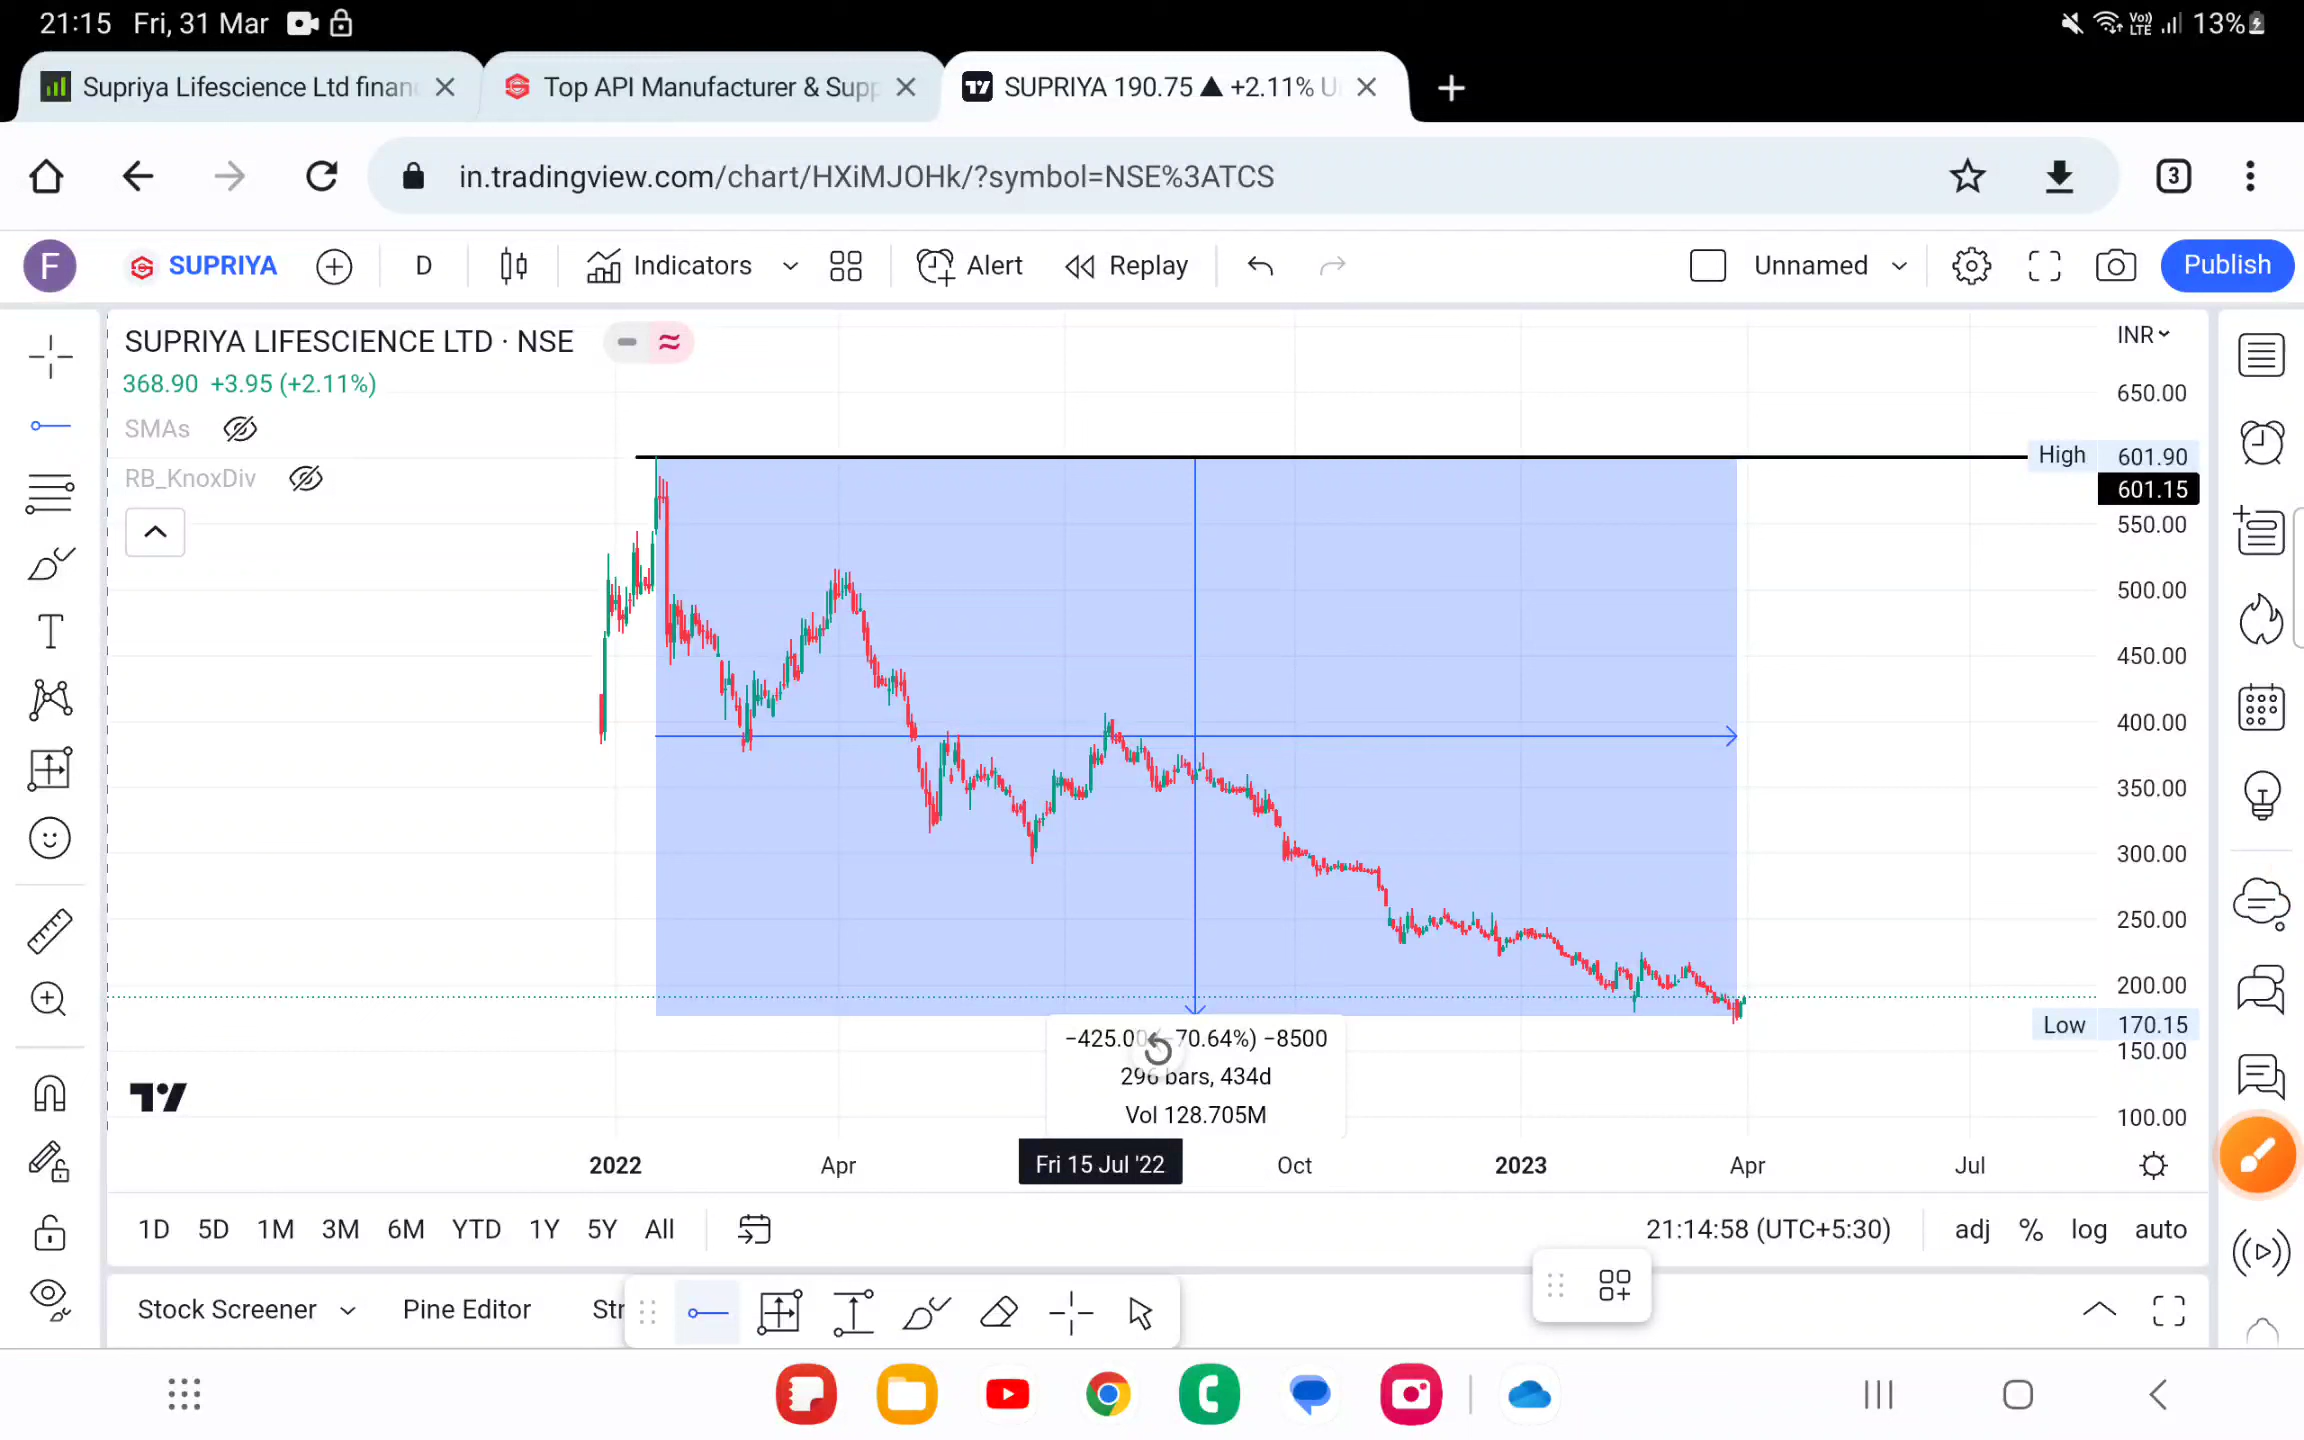 21:15 Fri, 31 Mar
Vo)) LTE 13%
Supriya Lifescience Ltd finan
Top API Manufacturer & Supp
SUPRIYA 190.75 ▲ +2.11% U
in.tradingview.com/chart/HXiMJOHk/?symbol=NSE%3ATCS
3
F SUPRIYA D Indicators Alert Replay Unnamed Publish
SUPRIYA LIFESCIENCE LTD · NSE
368.90 +3.95 (+2.11%)
SMAs
RB_KnoxDiv
INR
650.00
High 601.90
601.15
550.00
500.00
450.00
400.00
350.00
300.00
250.00
200.00
Low 170.15
150.00
100.00
−425.00 (−70.64%) −8500
296 bars, 434d
Vol 128.705M
2022 Apr Fri 15 Jul '22 Oct 2023 Apr Jul
1D 5D 1M 3M 6M YTD 1Y 5Y All
21:14:58 (UTC+5:30) adj % log auto
Stock Screener Pine Editor Str